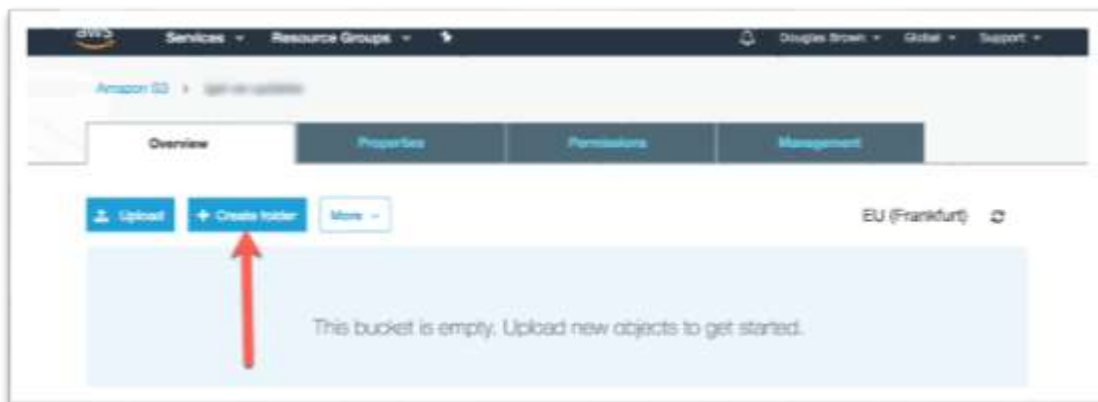 aws Services Resource Groups Douglas Brown Global Support
Amazon S3
Overview Properties Permissions Management
Upload + Create folder More EU (Frankfurt)
This bucket is empty. Upload new objects to get started.